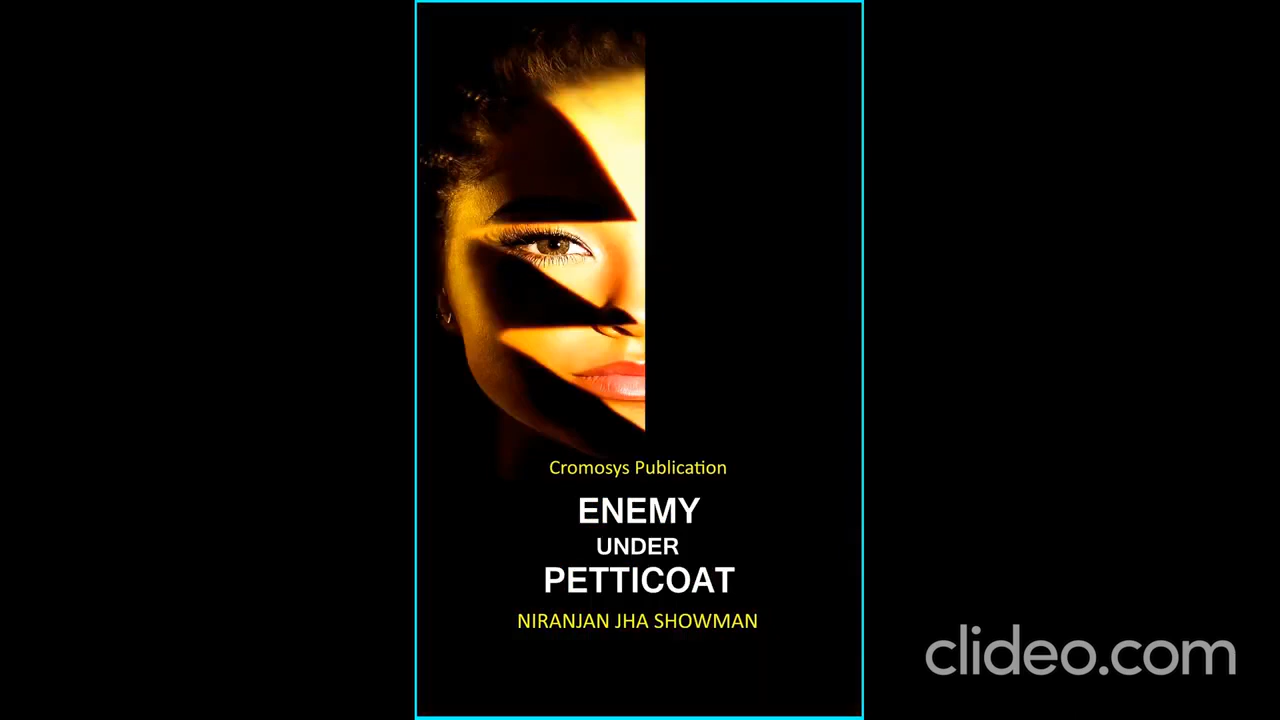 Cromosys Publication
ENEMY
UNDER
PETTICOAT
NIRANJAN JHA SHOWMAN
clideo.com